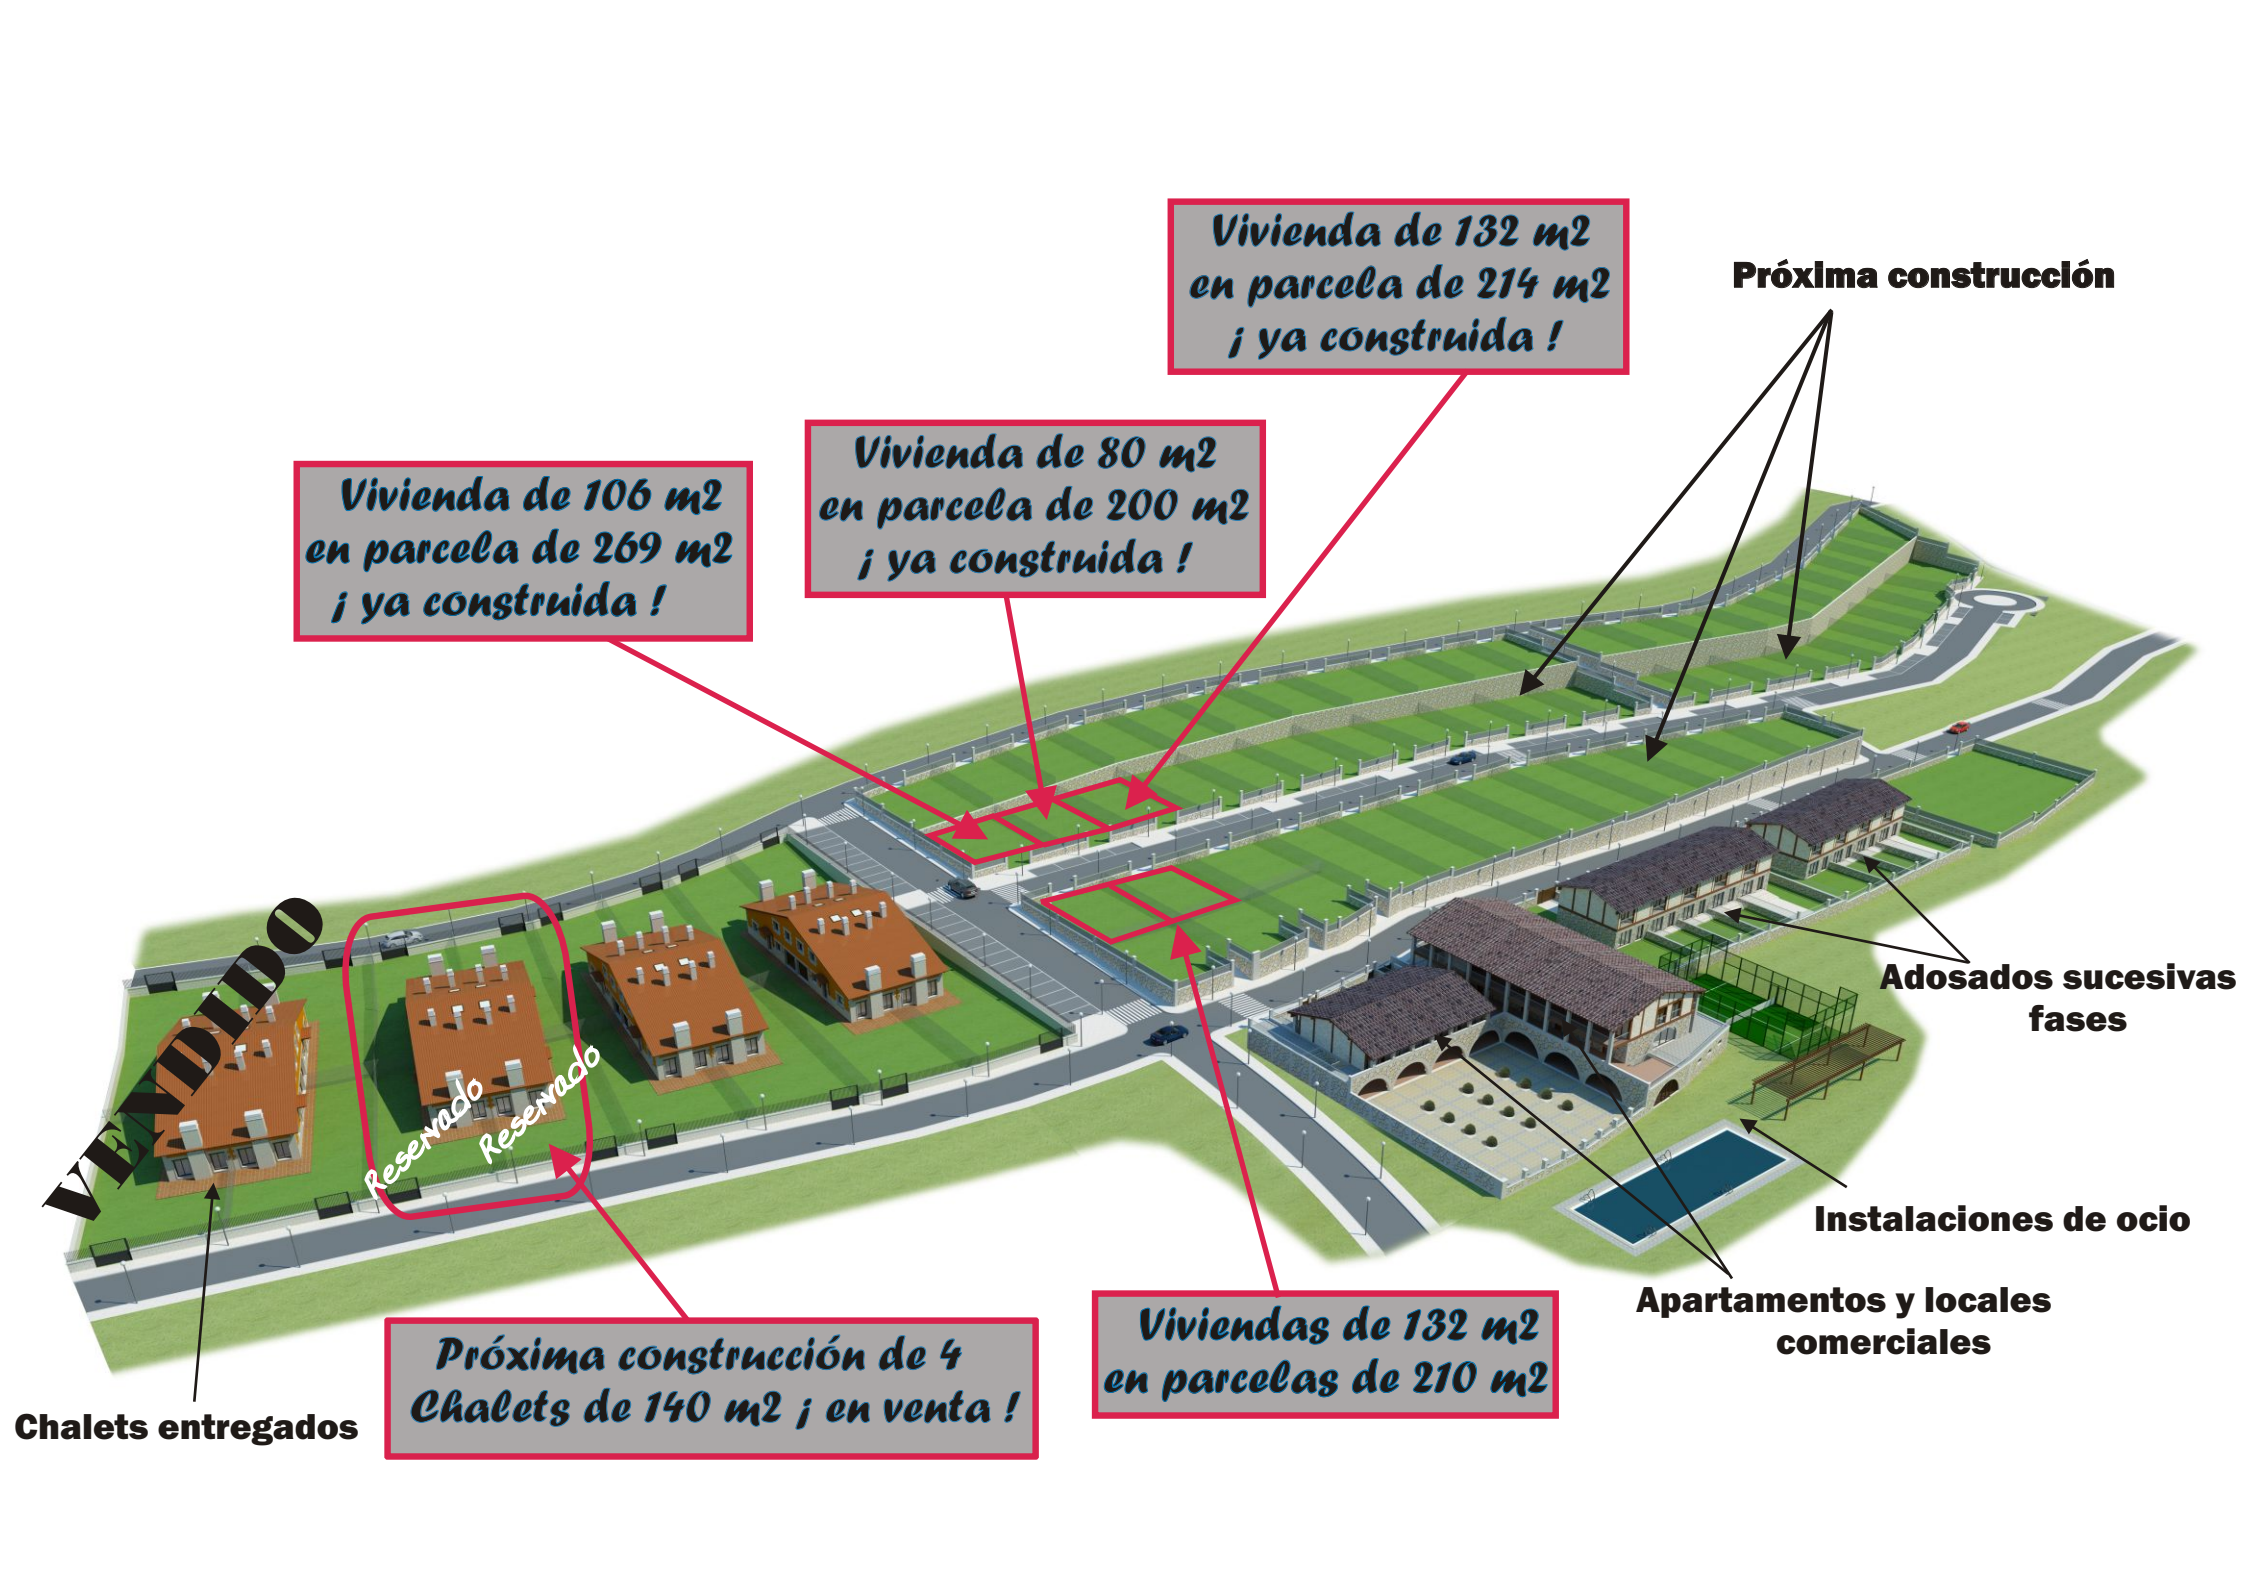 Vivienda de 132 m2
en parcela de 214 m2
¡ ya construida !
Próxima construcción
Vivienda de 80 m2
en parcela de 200 m2
¡ ya construida !
Vivienda de 106 m2
en parcela de 269 m2
¡ ya construida !
VENDIDO
Reservado
Reservado
Adosados sucesivas
fases
Instalaciones de ocio
Apartamentos y locales
comerciales
Viviendas de 132 m2
en parcelas de 210 m2
Próxima construcción de 4
Chalets de 140 m2 ¡ en venta !
Chalets entregados